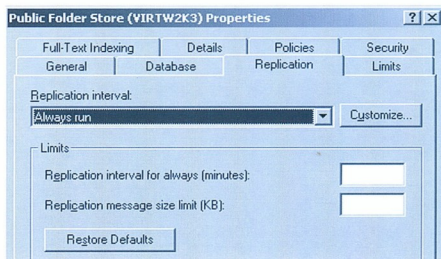 Public Folder Store (VIRTW2K3) Properties
Full-Text Indexing Details Policies Security
General Database Replication Limits
Replication interval:
Always run Customize...
Limits
Replication interval for always (minutes):
Replication message size limit (KB):
Restore Defaults